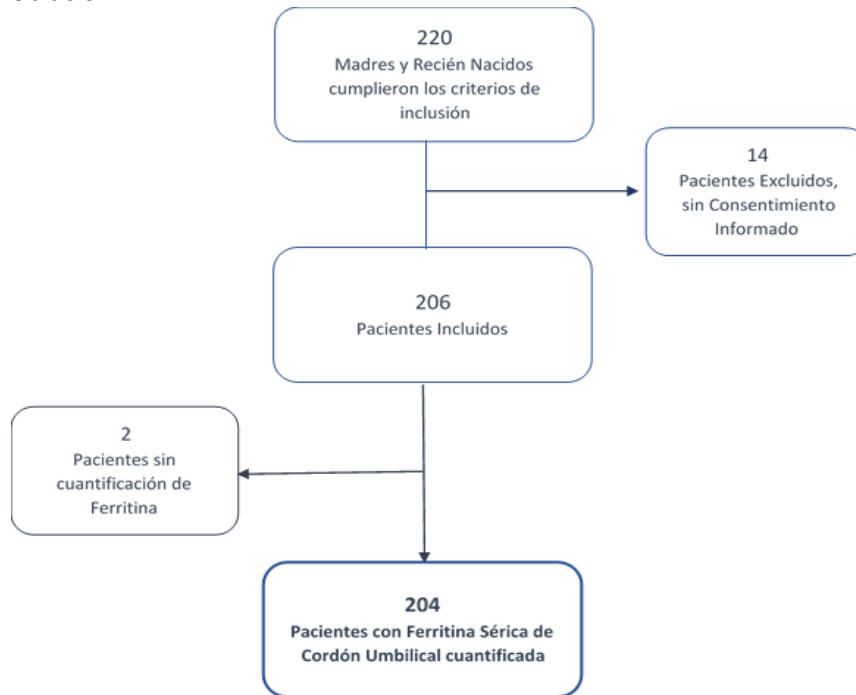 220
Madres y Recién Nacidos
cumplieron los criterios de
inclusión
14
Pacientes Excluidos,
sin Consentimiento
Informado
206
Pacientes Incluidos
2
Pacientes sin
cuantificación de
Ferritina
204
Pacientes con Ferritina Sérica de
Cordón Umbilical cuantificada